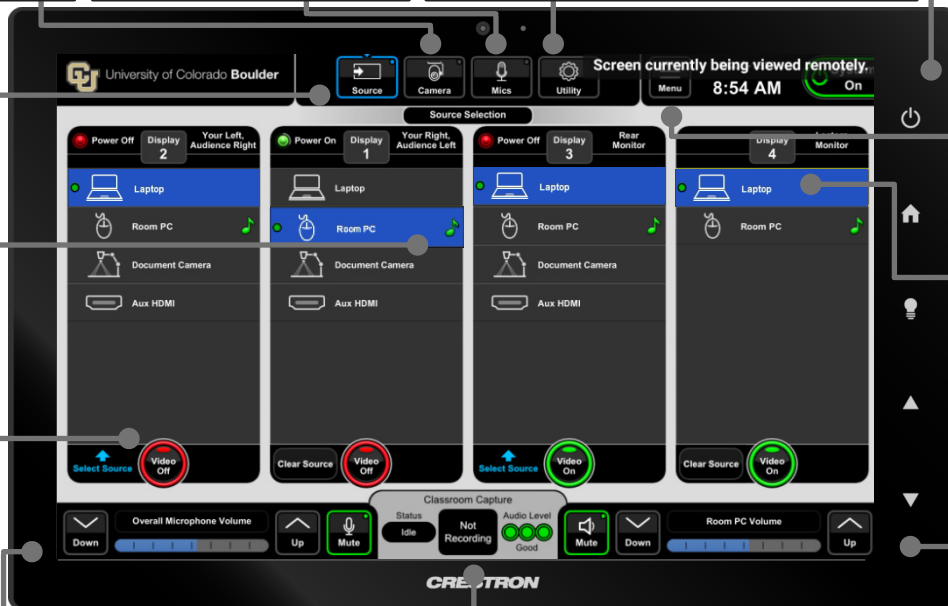 University of Colorado Boulder
Source
Camera
Mics
Utility
Screen currently being viewed remotely.
Menu
8:54 AM
On
Source Selection
Power Off
Display
2
Your Left,
Audience Right
Power On
Display
1
Your Right,
Audience Left
Power Off
Display
3
Rear
Monitor
Display
4
Monitor
Laptop
Room PC
Document Camera
Aux HDMI
Laptop
Room PC
Document Camera
Aux HDMI
Laptop
Room PC
Document Camera
Aux HDMI
Laptop
Room PC
Select Source
Video
Off
Clear Source
Video
Off
Select Source
Video
On
Clear Source
Video
On
Down
Overall Microphone Volume
Up
Mute
Classroom Capture
Status
Idle
Not
Recording
Audio Level
Good
Mute
Down
Room PC Volume
Up
CRESTRON